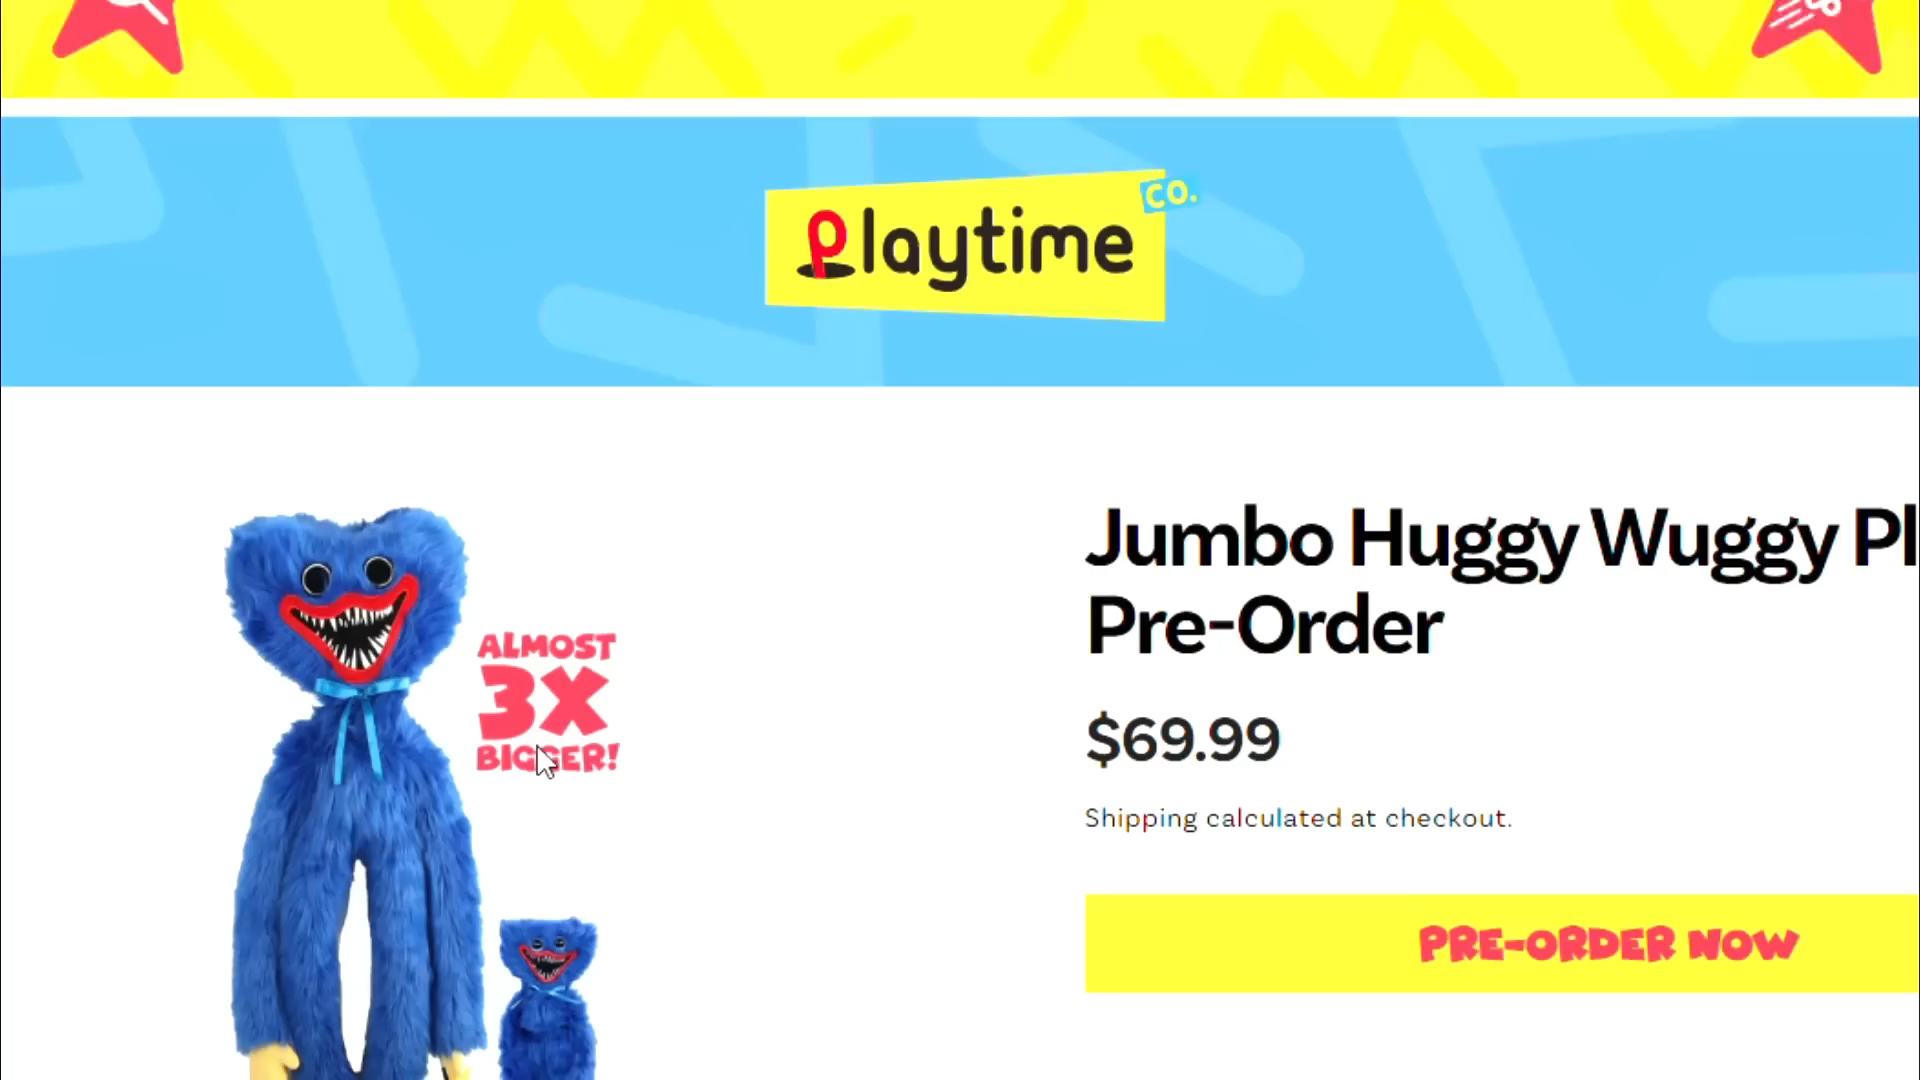 Playtime
CO.
Jumbo Huggy Wuggy Pl
Pre-Order
ALMOST
3X
BIGGER!
$69.99
Shipping calculated at checkout.
PRE-ORDER NOW